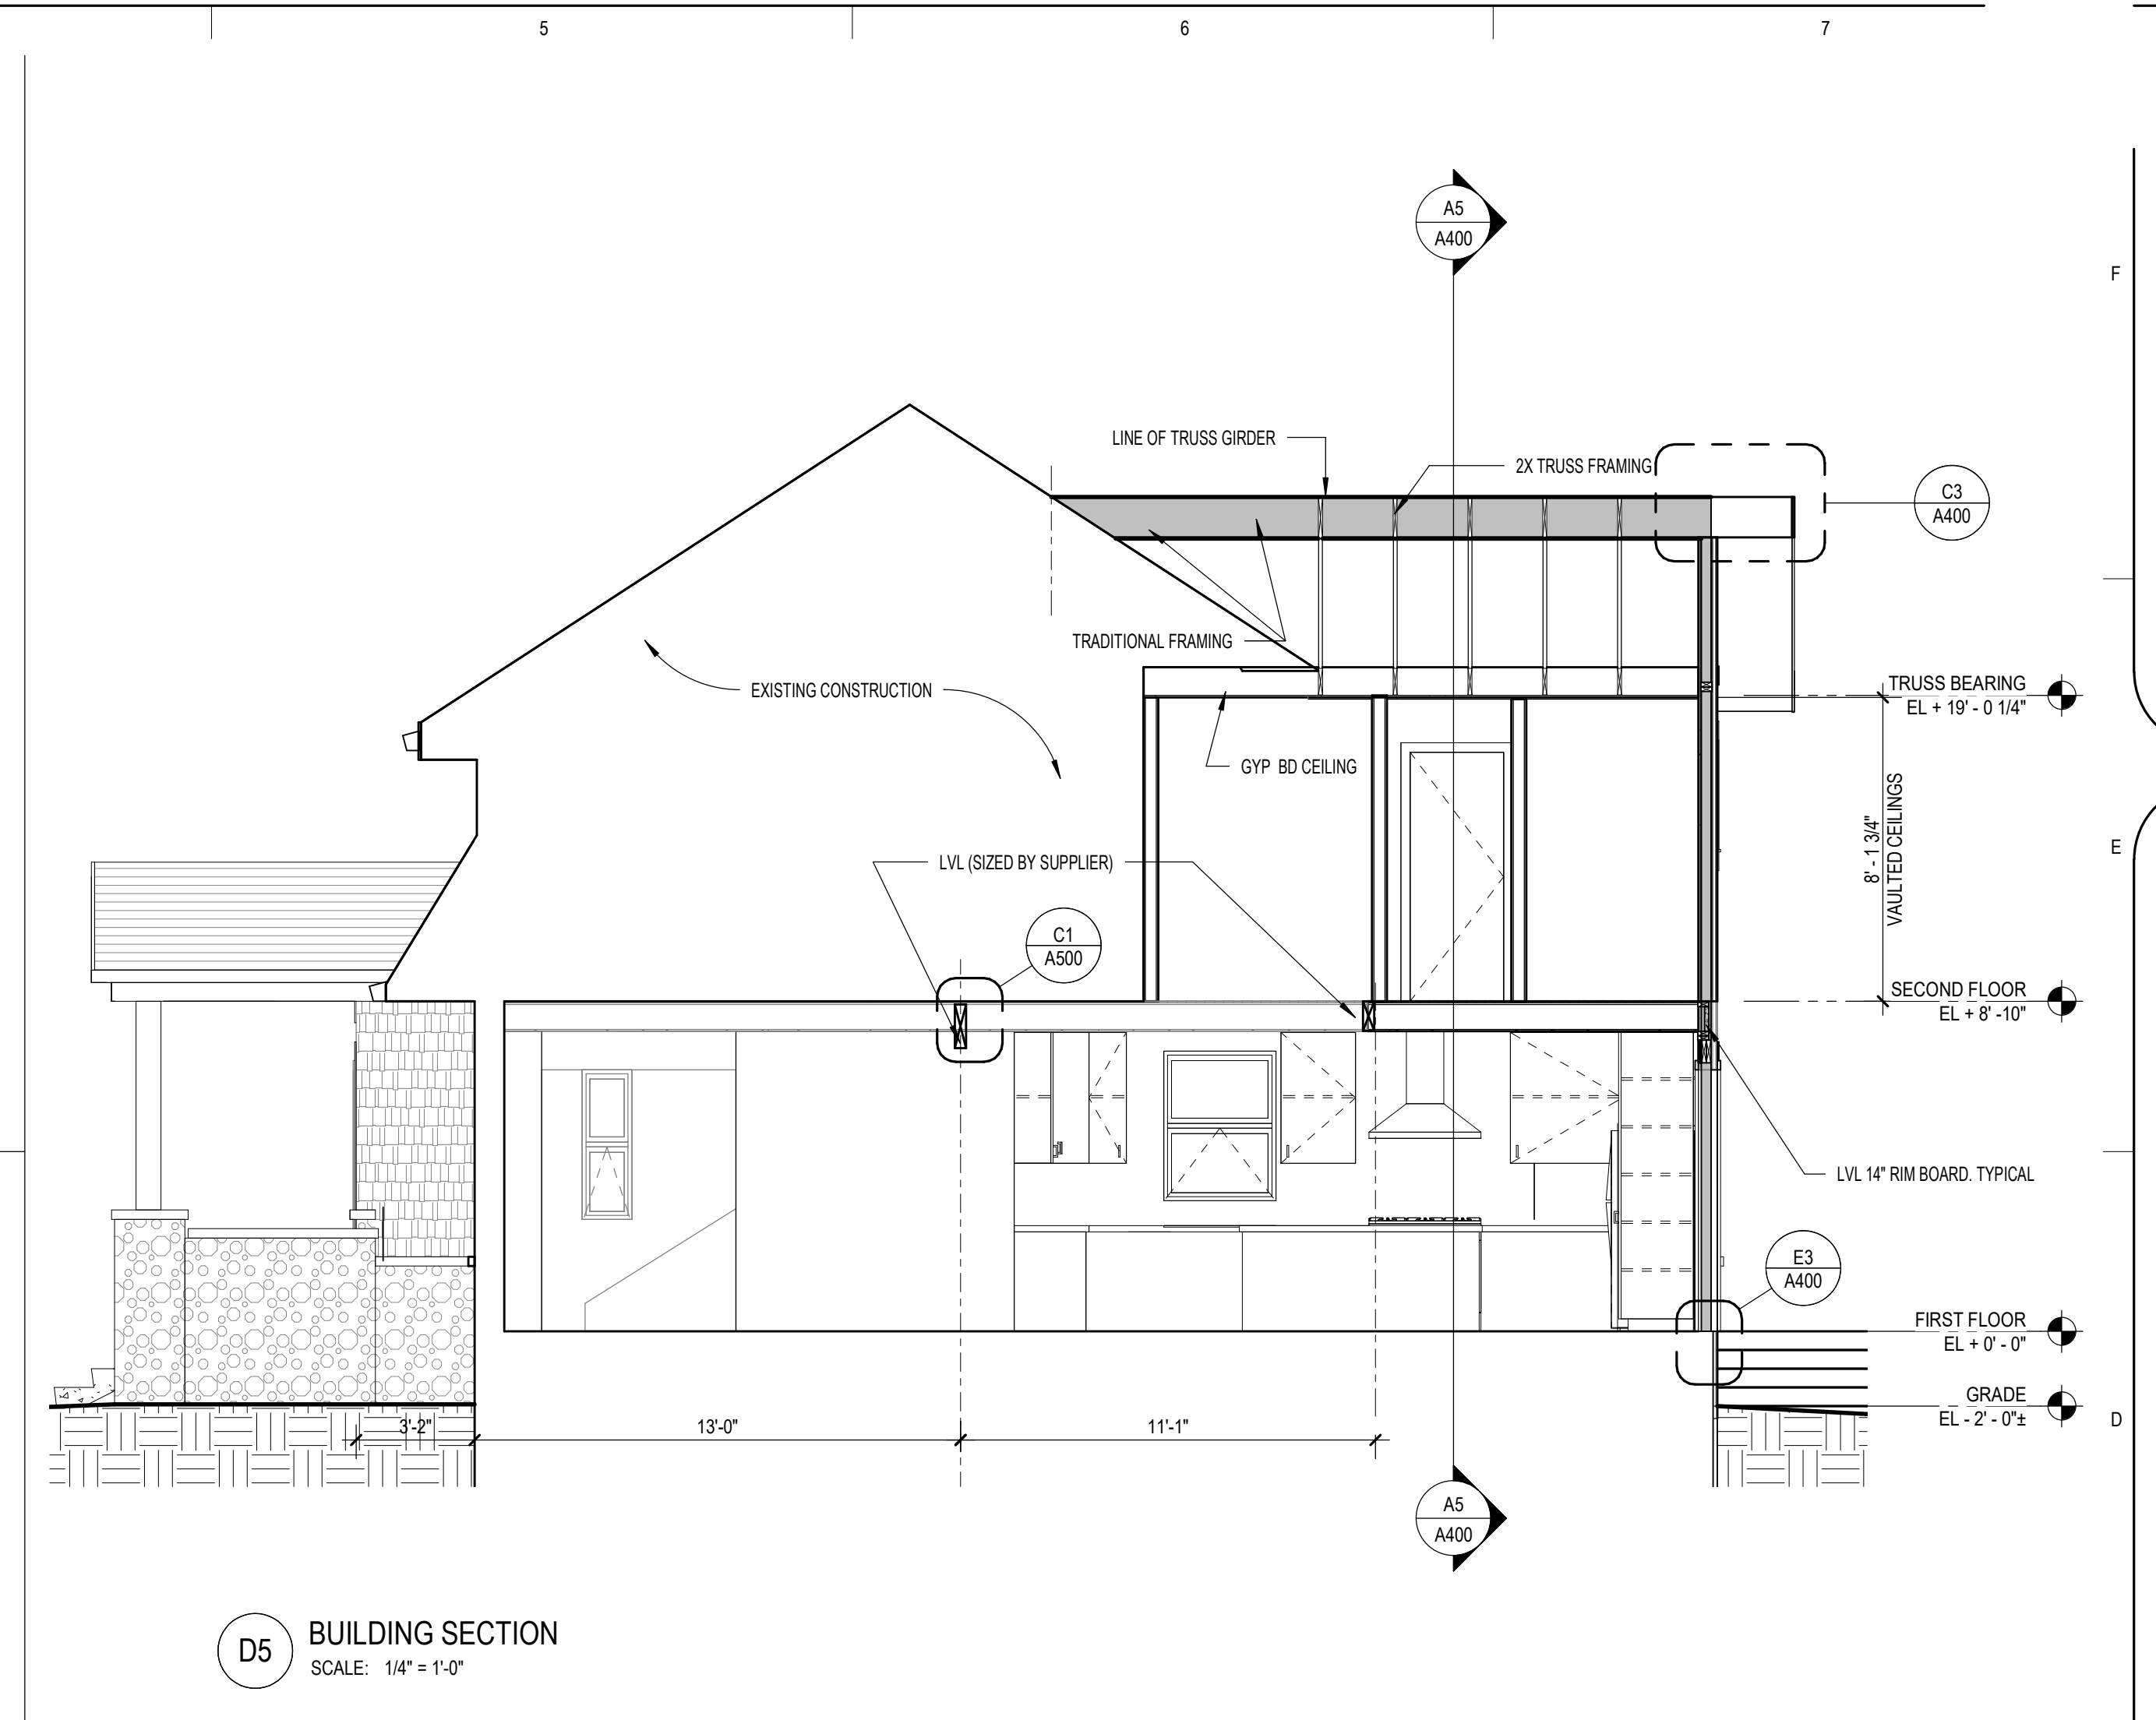 5
6
7
A5
A400
F
LINE OF TRUSS GIRDER
2X TRUSS FRAMING
C3
A400
TRADITIONAL FRAMING
EXISTING CONSTRUCTION
TRUSS BEARING
EL + 19' - 0 1/4"
GYP  BD CEILING
8' - 1 3/4"
VAULTED CEILINGS
E
LVL (SIZED BY SUPPLIER)
C1
A500
SECOND FLOOR
EL + 8' -10"
LVL 14" RIM BOARD. TYPICAL
E3
A400
FIRST FLOOR
EL + 0' - 0"
GRADE
EL - 2' - 0"±
D
3'-2"
13'-0"
11'-1"
A5
A400
D5
BUILDING SECTION
SCALE: 1/4" = 1'-0"